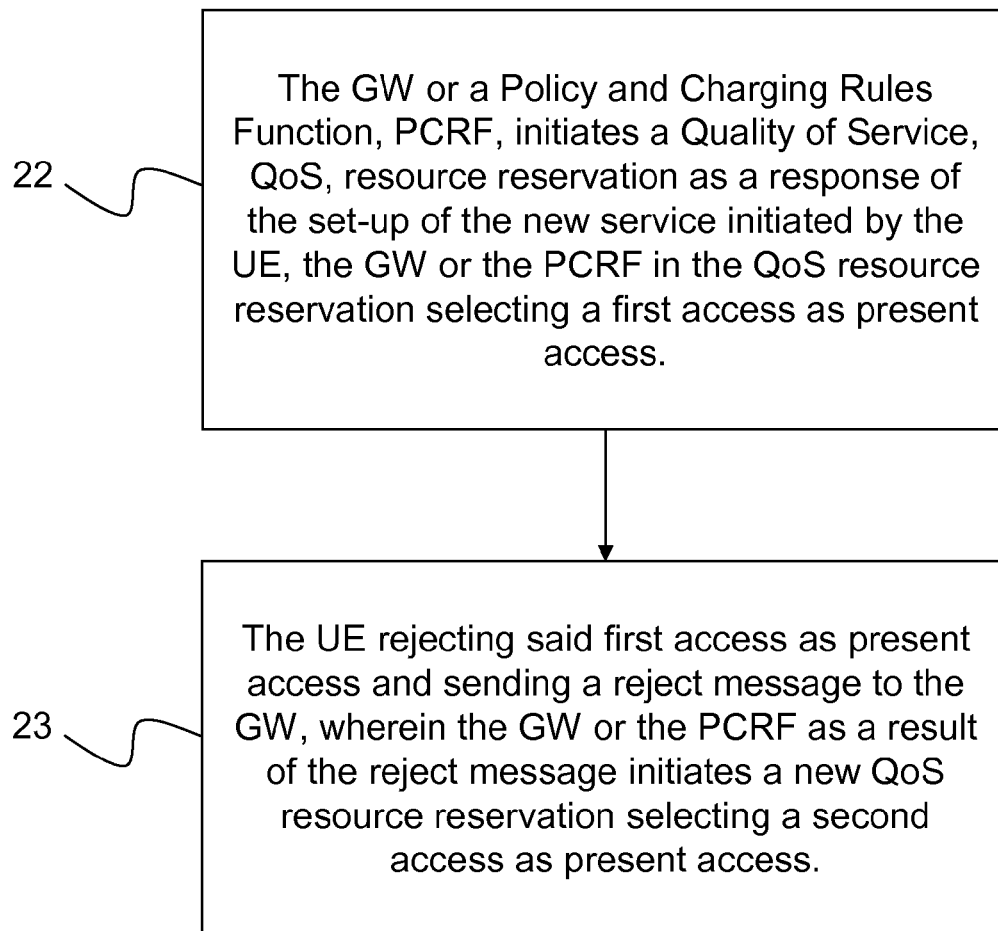 The GW or a Policy and Charging Rules
Function, PCRF, initiates a Quality of Service,
QoS, resource reservation as a response of
the set-up of the new service initiated by the
UE, the GW or the PCRF in the QoS resource
reservation selecting a first access as present
access.
22
The UE rejecting said first access as present
access and sending a reject message to the
GW, wherein the GW or the PCRF as a result
of the reject message initiates a new QoS
resource reservation selecting a second
access as present access.
23